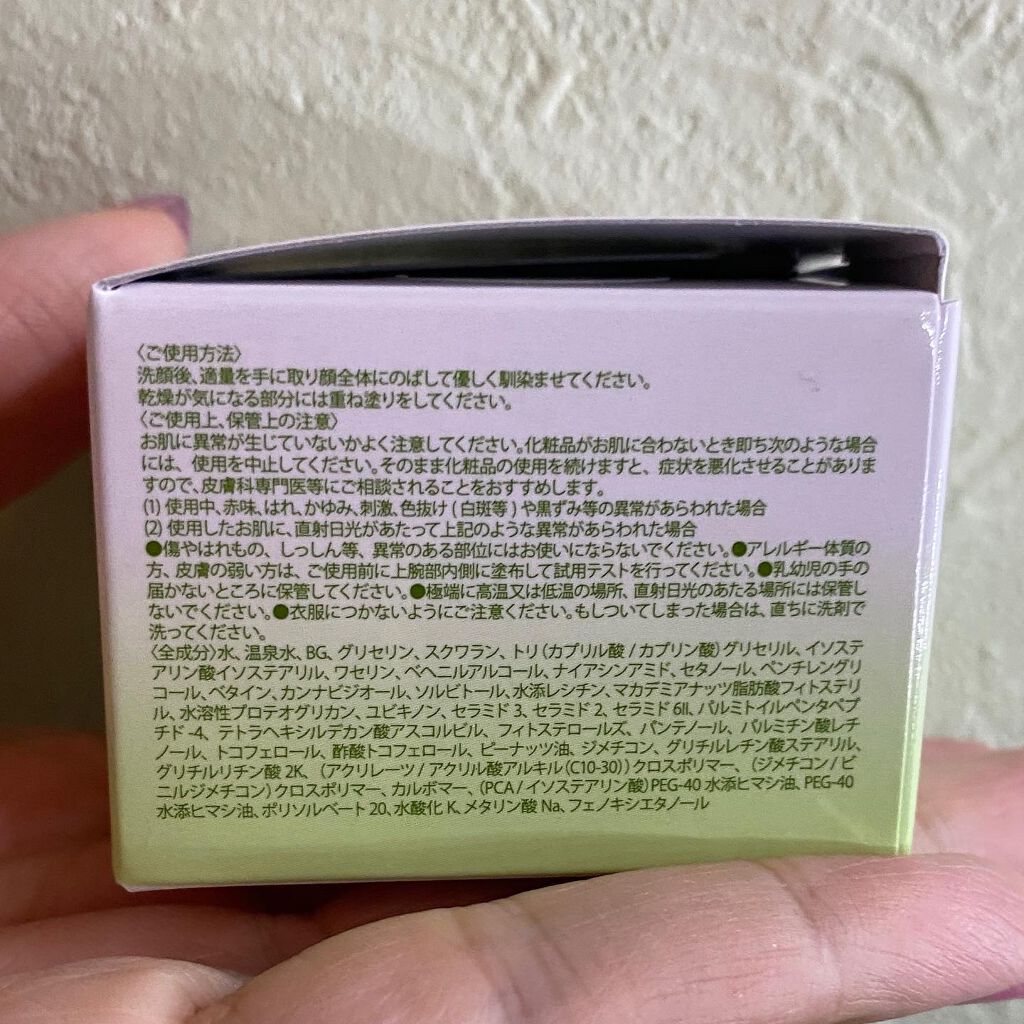 〈ご使用方法〉
洗顔後、適量を手に取り顔全体にのばして優しく馴染ませてください。
乾燥が気になる部分には重ね塗りをしてください。
〈ご使用上、保管上の注意〉
お肌に異常が生じていないかよく注意してください。化粧品がお肌に合わないとき即ち次のような場合
には、使用を中止してください。そのまま化粧品の使用を続けますと、症状を悪化させることがありま
すので、皮膚科専門医等にご相談されることをおすすめします。
(1) 使用中、赤味、はれ、かゆみ、刺激、色抜け ( 白斑等 ) や黒ずみ等の異常があらわれた場合
(2) 使用したお肌に、直射日光があたって上記のような異常があらわれた場合
●傷やはれもの、しっしん等、異常のある部位にはお使いにならないでください。●アレルギー体質の
方、皮膚の弱い方は、ご使用前に上腕部内側に塗布して試用テストを行ってください。●乳幼児の手の
届かないところに保管してください。●極端に高温又は低温の場所、直射日光のあたる場所には保管し
ないでください。●衣服につかないようにご注意ください。もしついてしまった場合は、直ちに洗剤で
洗ってください。
〈全成分〉水、温泉水、BG、グリセリン、スクワラン、トリ (カプリル酸 / カプリン酸) グリセリル、イソステ
アリン酸イソステアリル、ワセリン、ベヘニルアルコール、ナイアシンアミド、セタノール、ペンチレングリ
コール、ベタイン、カンナビジオール、ソルビトール、水添レシチン、マカデミアナッツ脂肪酸フィトステリ
ル、水溶性プロテオグリカン、ユビキノン、セラミド 3、セラミド 2、セラミド 6II、パルミトイルペンタペプ
チド -4、テトラヘキシルデカン酸アスコルビル、フィトステロールズ、パンテノール、パルミチン酸レチ
ノール、トコフェロール、酢酸トコフェロール、ピーナッツ油、ジメチコン、グリチルレチン酸ステアリル、
グリチルリチン酸 2K、(アクリレーツ / アクリル酸アルキル (C10-30)) クロスポリマー、(ジメチコン / ビ
ニルジメチコン) クロスポリマー、カルボマー、(PCA / イソステアリン酸) PEG-40 水添ヒマシ油、PEG-40
水添ヒマシ油、ポリソルベート 20、水酸化 K、メタリン酸 Na、フェノキシエタノール